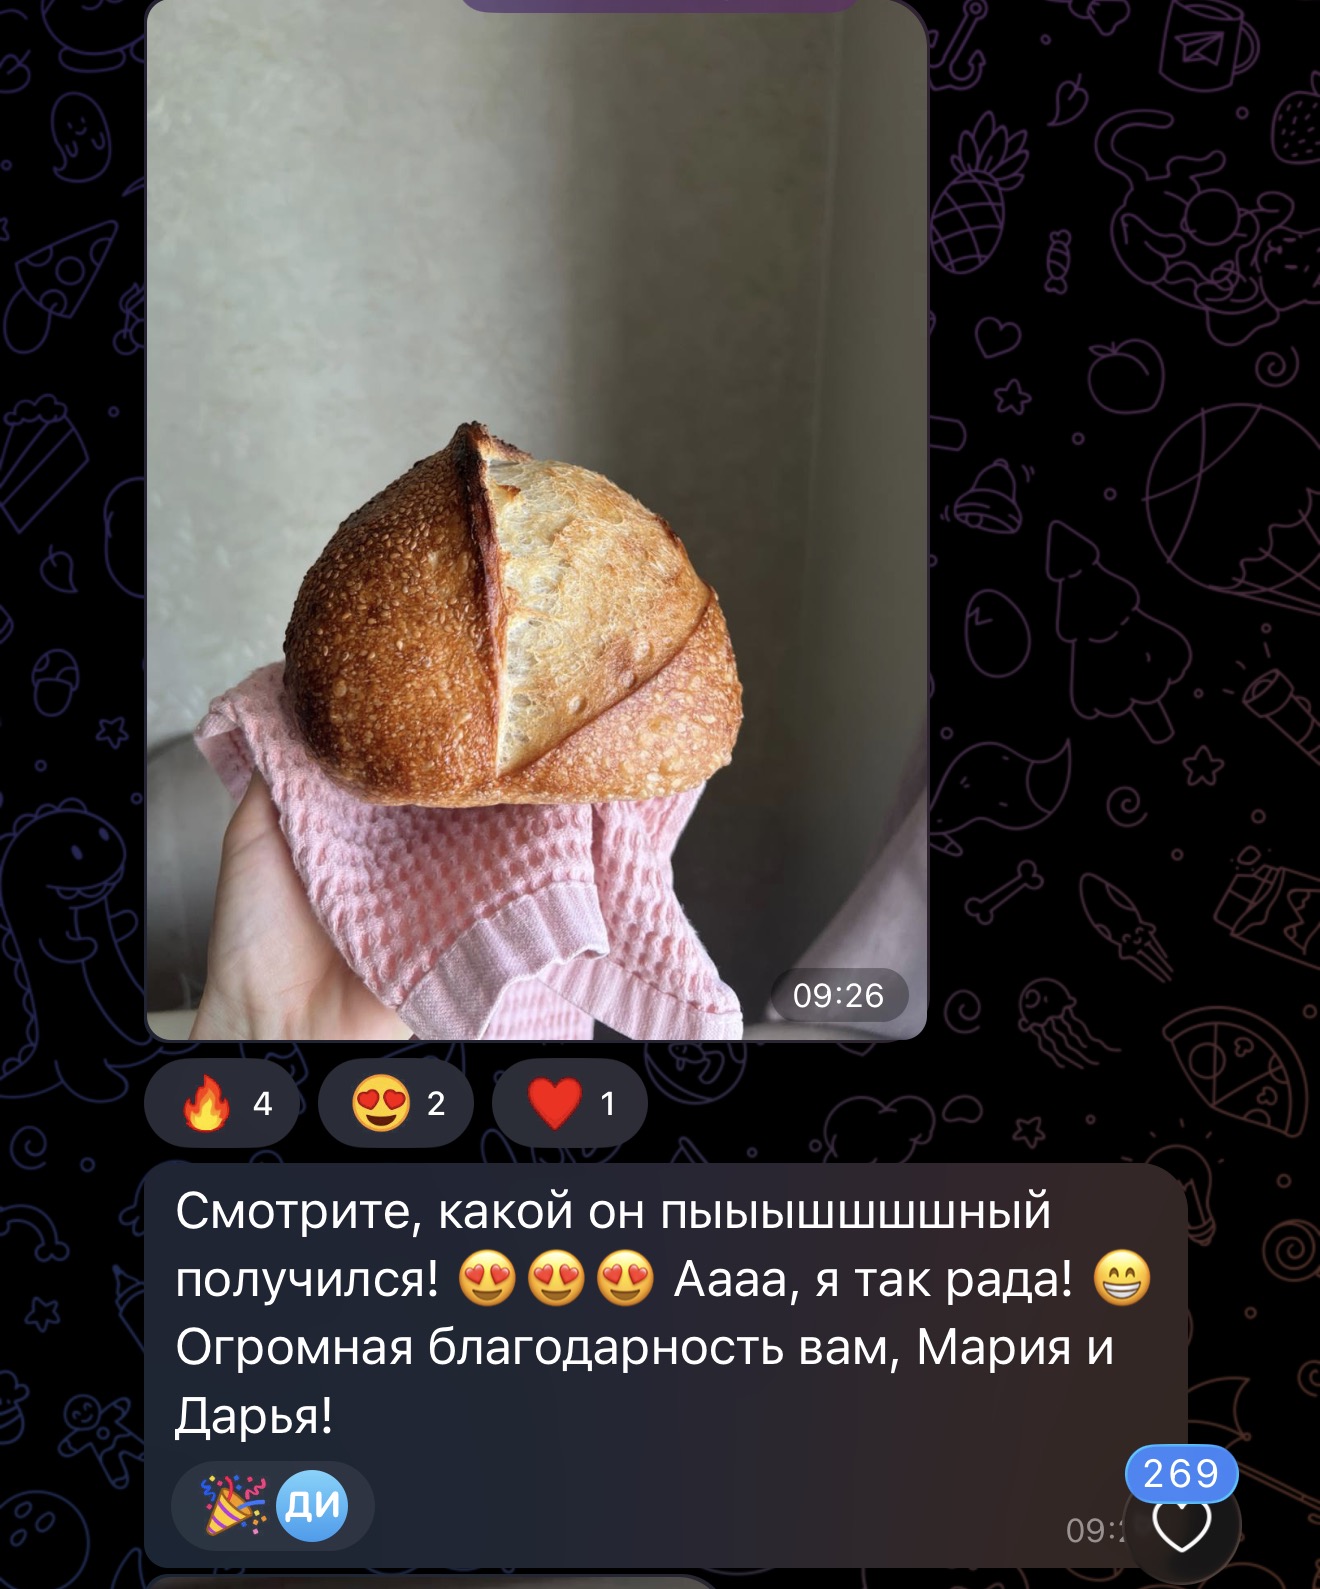 09:26
4 2 1
Смотрите, какой он пыыышшшшный
получился! Аааа, я так рада!
Огромная благодарность вам, Мария и
Дарья!
ДИ
269